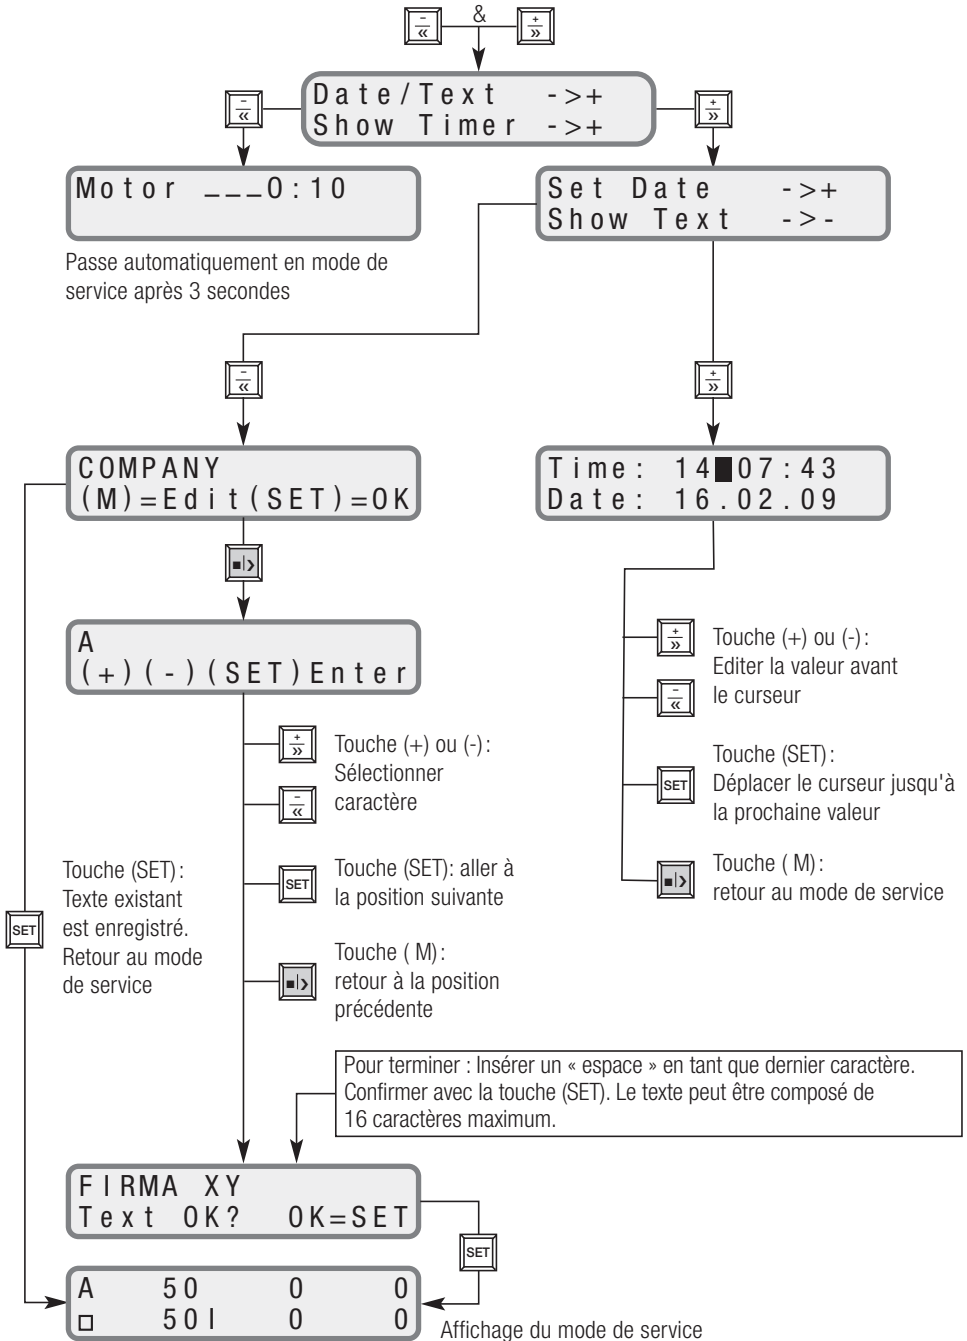 &
Date/Text ->+
Show Timer ->+
Motor ___0:10
Set Date ->+
Show Text ->-
Passe automatiquement en mode de
service après 3 secondes
COMPANY
(M)=Edit(SET)=OK
Time: 14 07:43
Date: 16.02.09
A
(+)(-)(SET)Enter
Touche (+) ou (-):
Editer la valeur avant
le curseur
Touche (+) ou (-):
Sélectionner
caractère
SET
Touche (SET):
Déplacer le curseur jusqu'à
la prochaine valeur
Touche (SET):
Texte existant
est enregistré.
Retour au mode
de service
SET
SET
Touche (SET): aller à
la position suivante
Touche ( M):
retour au mode de service
Touche ( M):
retour à la position
précédente
Pour terminer : Insérer un « espace » en tant que dernier caractère.
Confirmer avec la touche (SET). Le texte peut être composé de
16 caractères maximum.
FIRMA XY
Text OK? OK=SET
SET
A 50 0 0
□ 50I 0 0
Affichage du mode de service